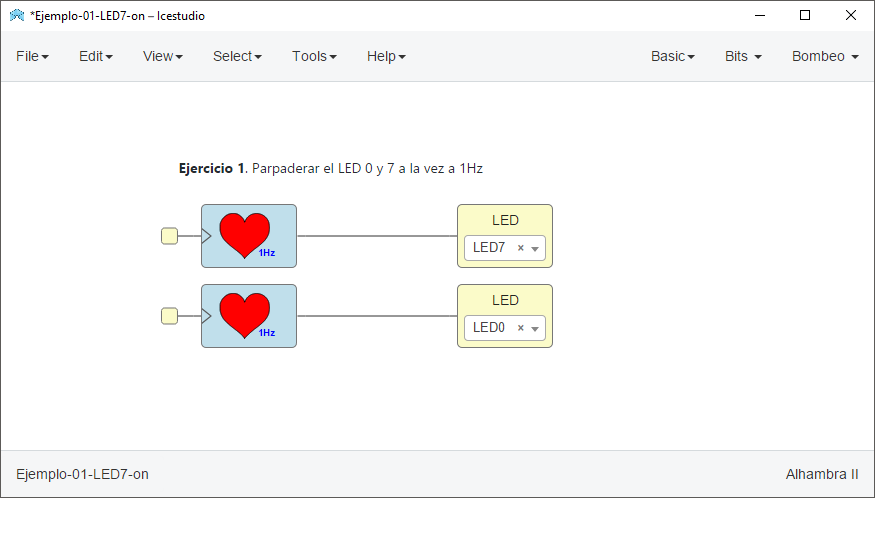 *Ejemplo-01-LED7-on – Icestudio
File Edit View Select Tools Help Basic Bits Bombeo
Ejercicio 1. Parpaderar el LED 0 y 7 a la vez a 1Hz
1Hz
LED
LED7 ×
1Hz
LED
LED0 ×
Ejemplo-01-LED7-on Alhambra II